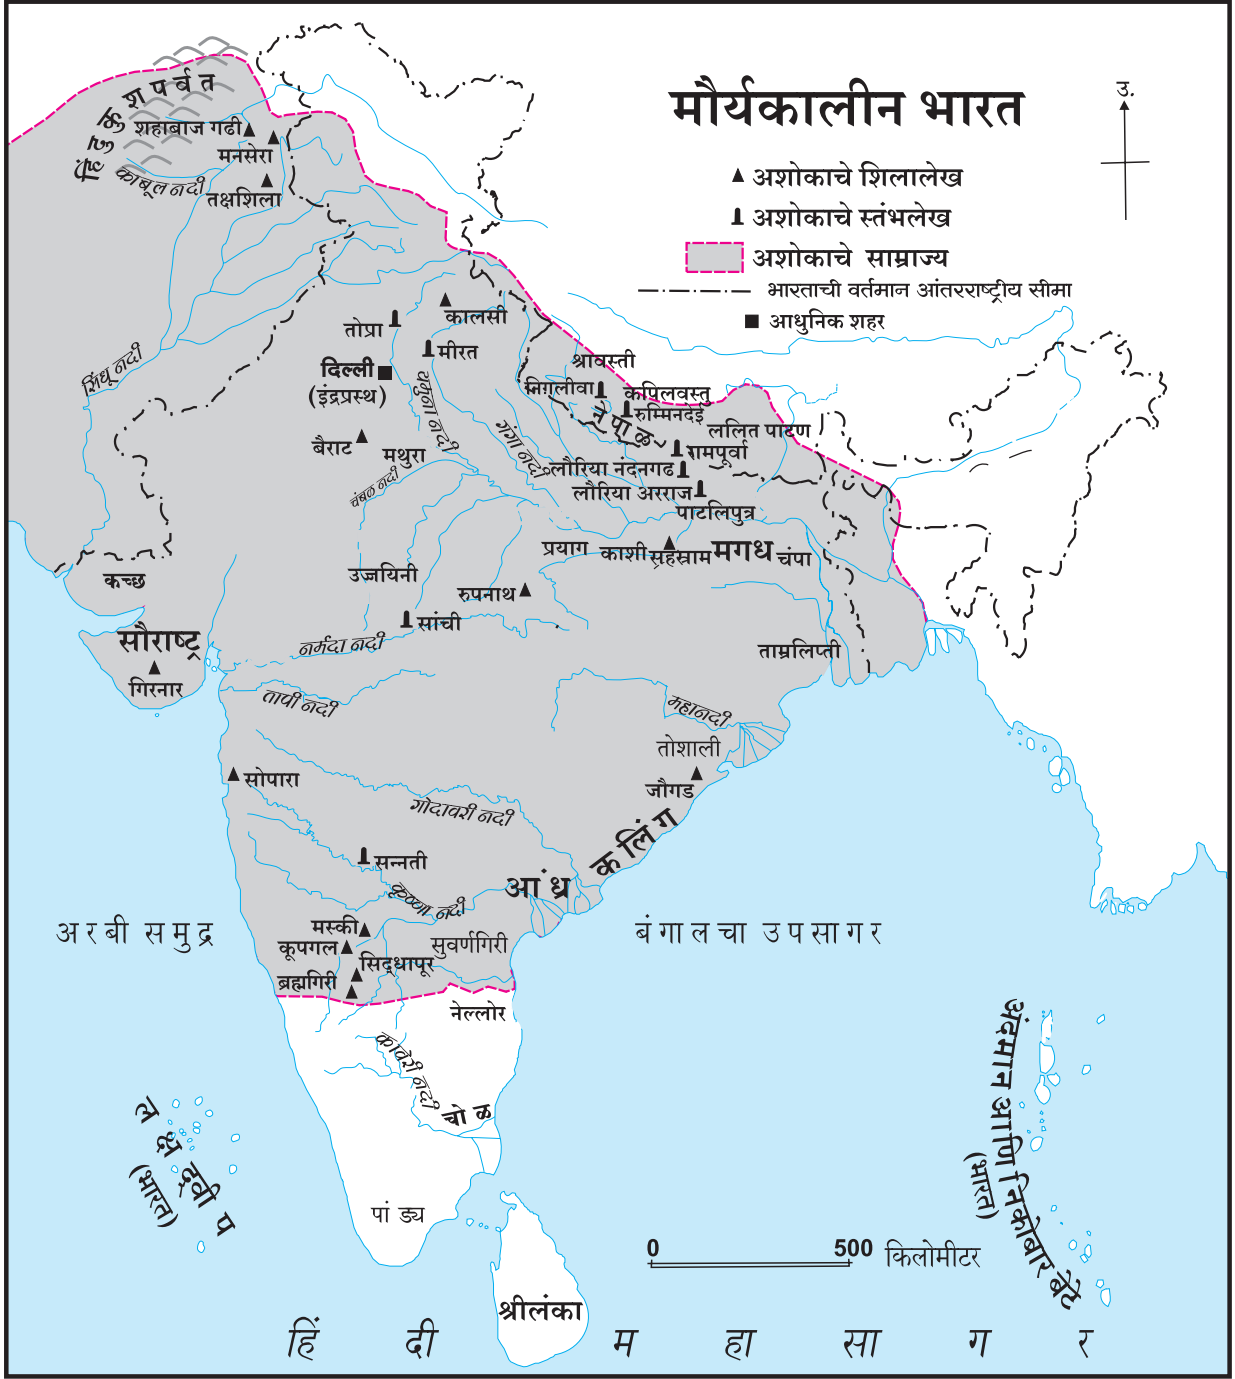 मौर्यकालीन भारत
उ.
अशोकाचे शिलालेख
अशोकाचे स्तंभलेख
अशोकाचे साम्राज्य
भारताची वर्तमान आंतरराष्ट्रीय सीमा
आधुनिक शहर
हिंदुकुश पर्वत
शहाबाज गढी
मनसेरा
काबूल नदी
तक्षशिला
कालसी
तोप्रा
मीरत
दिल्ली
(इंद्रप्रस्थ)
सिंधू नदी
यमुना नदी
श्रावस्ती
निगलीवा
कपिलवस्तु
रुम्मिनदेई
नेपाळ
ललित पाटण
रामपूर्वा
गंगा नदी
बैराट
मथुरा
लौरिया नंदनगढ
चंबळ नदी
लौरिया अरराज
पाटलिपुत्र
प्रयाग
काशी
सहस्राम
मगध
चंपा
कच्छ
उज्जयिनी
रुपनाथ
सांची
सौराष्ट्र
नर्मदा नदी
ताम्रलिप्ती
गिरनार
तापी नदी
महानदी
तोशाली
सोपारा
जौगड
गोदावरी नदी
कलिंग
सन्नती
आंध्र
कृष्णा नदी
अरबी समुद्र
बंगालचा उपसागर
मस्की
कूपगल
सुवर्णगिरी
सिद्धापूर
ब्रह्मगिरी
नेल्लोर
कावेरी नदी
चोळ
लक्षद्वीप
(भारत)
अंदमान आणि निकोबार बेटे
(भारत)
पांड्य
0 500 किलोमीटर
श्रीलंका
हिंदी महासागर